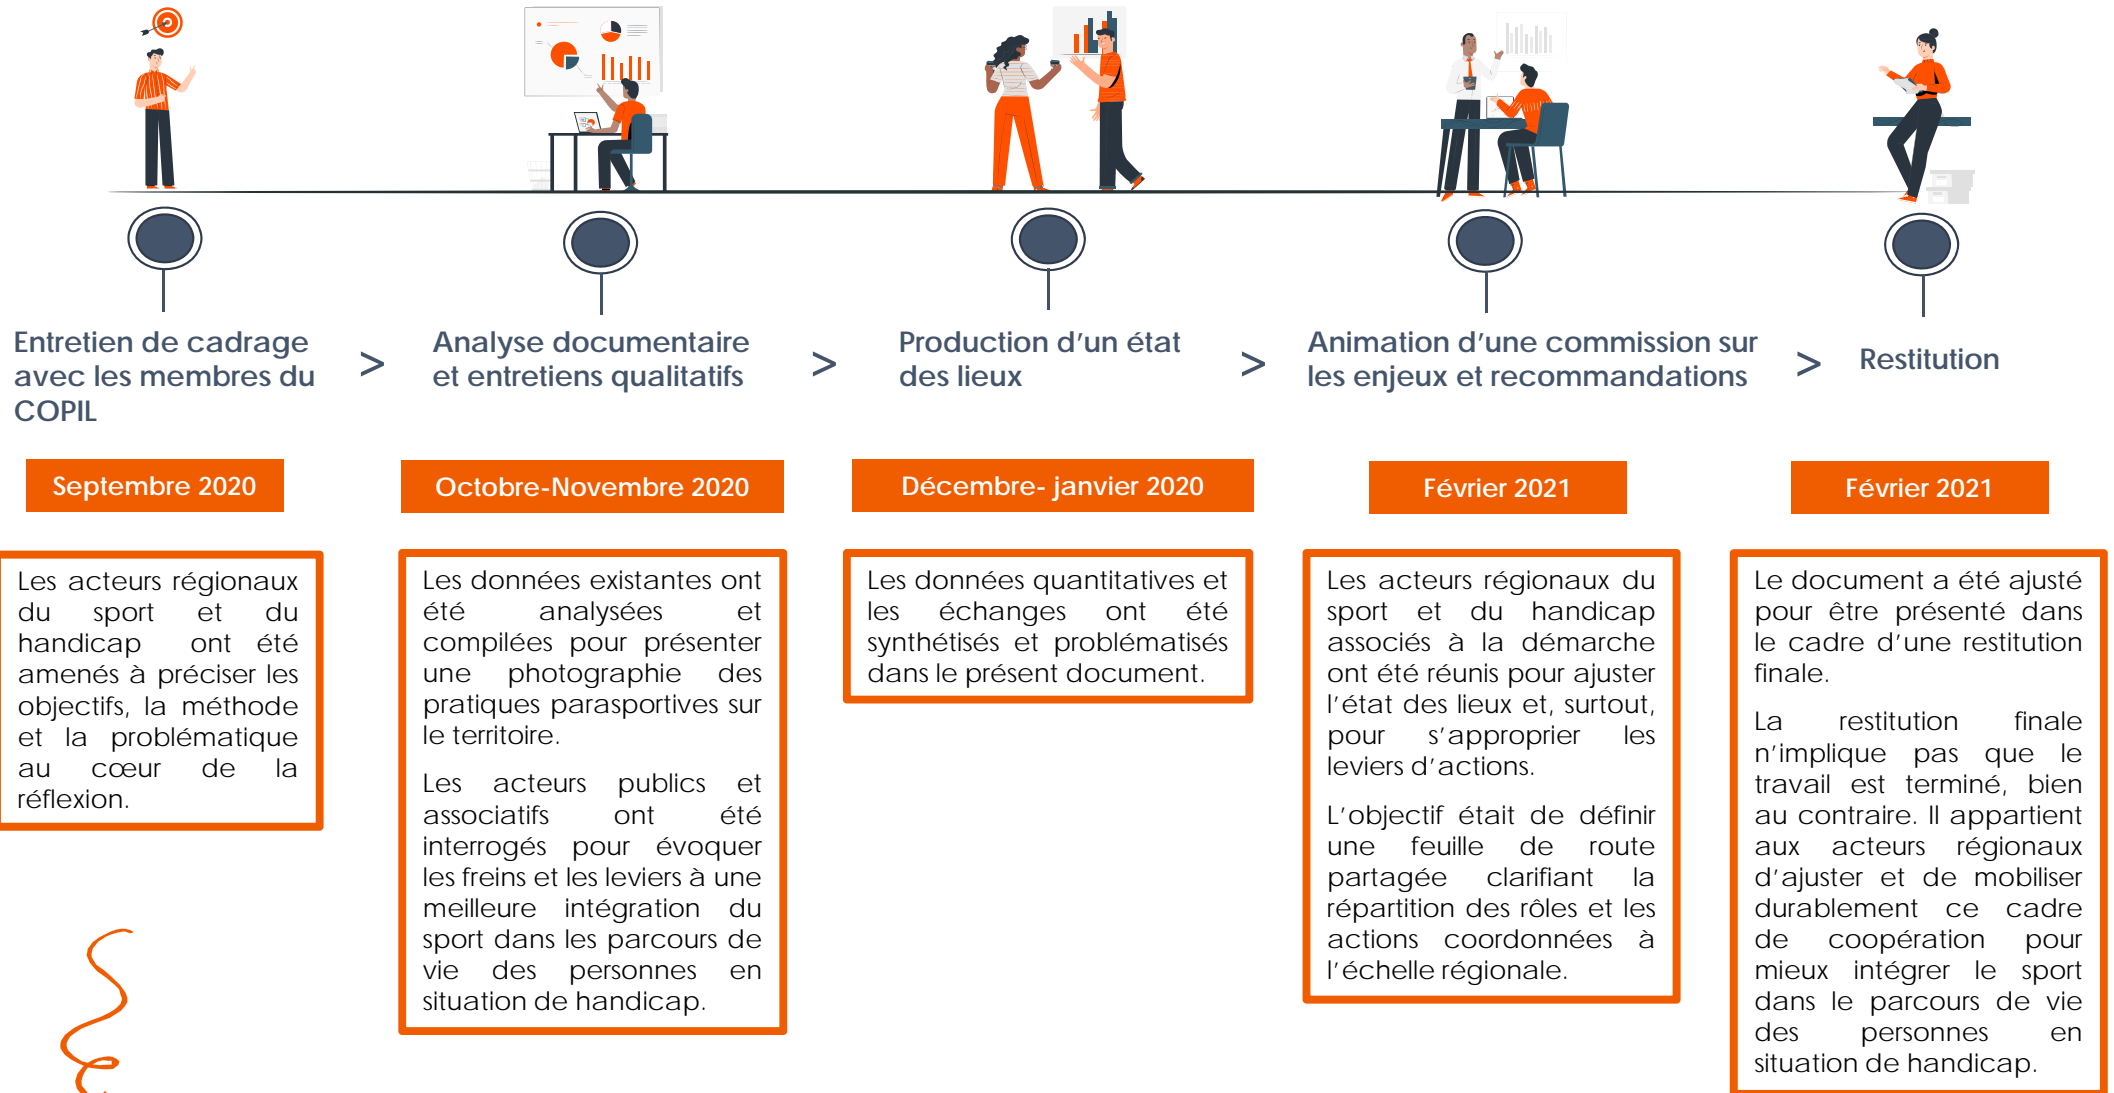 Entretien de cadrage
avec les membres du
COPIL
>
Analyse documentaire
et entretiens qualitatifs
>
Production d’un état
des lieux
>
Animation d’une commission sur
les enjeux et recommandations
>
Restitution
Septembre 2020
Octobre-Novembre 2020
Décembre- janvier 2020
Février 2021
Février 2021
Les acteurs régionaux
du sport et du
handicap ont été
amenés à préciser les
objectifs, la méthode
et la problématique
au cœur de la
réflexion.
Les données existantes ont
été analysées et
compilées pour présenter
une photographie des
pratiques parasportives sur
le territoire.
Les acteurs publics et
associatifs ont été
interrogés pour évoquer
les freins et les leviers à une
meilleure intégration du
sport dans les parcours de
vie des personnes en
situation de handicap.
Les données quantitatives et
les échanges ont été
synthétisés et problématisés
dans le présent document.
Les acteurs régionaux du
sport et du handicap
associés à la démarche
ont été réunis pour ajuster
l’état des lieux et, surtout,
pour s’approprier les
leviers d’actions.
L’objectif était de définir
une feuille de route
partagée clarifiant la
répartition des rôles et les
actions coordonnées à
l’échelle régionale.
Le document a été ajusté
pour être présenté dans
le cadre d’une restitution
finale.
La restitution finale
n’implique pas que le
travail est terminé, bien
au contraire. Il appartient
aux acteurs régionaux
d’ajuster et de mobiliser
durablement ce cadre
de coopération pour
mieux intégrer le sport
dans le parcours de vie
des personnes en
situation de handicap.